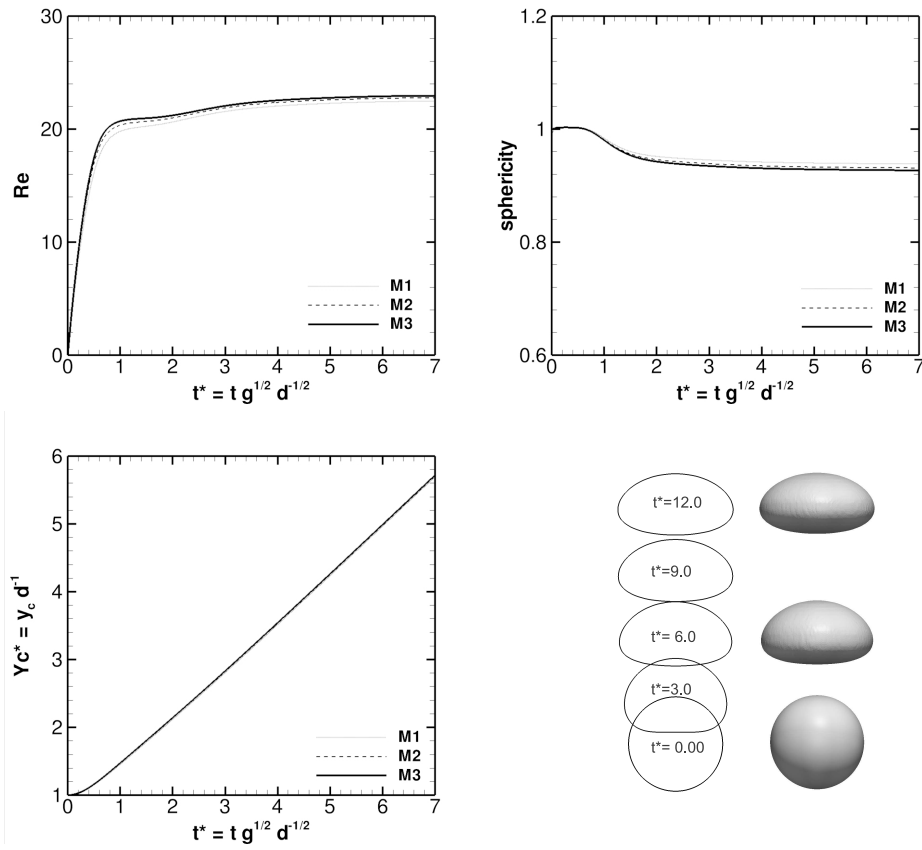 30
20
10
0
Re
M1
M2
M3
0 1 2 3 4 5 6 7
t* = t g^{1/2} d^{-1/2}
1.2
1
0.8
0.6
sphericity
M1
M2
M3
0 1 2 3 4 5 6 7
t* = t g^{1/2} d^{-1/2}
6
5
4
3
2
1
Yc* = y_c d^{-1}
M1
M2
M3
0 1 2 3 4 5 6 7
t* = t g^{1/2} d^{-1/2}
t*=12.0
t*=9.0
t*= 6.0
t*=3.0
t*= 0.00